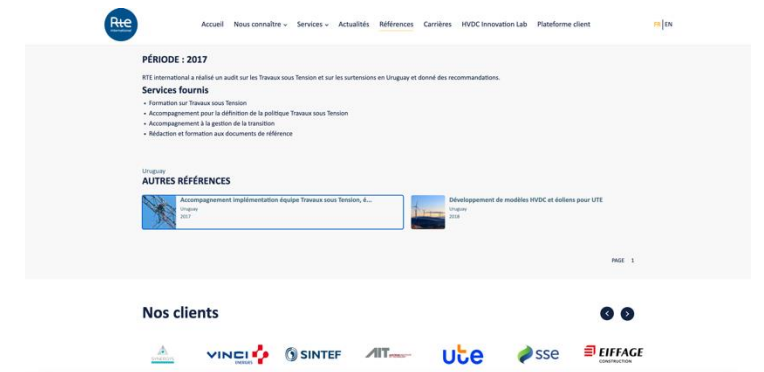 Rte
international
Accueil Nous connaître Services Actualités Références Carrières HVDC Innovation Lab Plateforme client FR | EN
PÉRIODE : 2017
RTE international a réalisé un audit sur les Travaux sous Tension et sur les surtensions en Uruguay et donné des recommandations.
Services fournis
• Formation sur Travaux sous Tension
• Accompagnement pour la définition de la politique Travaux sous Tension
• Accompagnement à la gestion de la transition
• Rédaction et formation aux documents de référence
Uruguay
AUTRES RÉFÉRENCES
Accompagnement implémentation équipe Travaux sous Tension, é...
Uruguay
2017
Développement de modèles HVDC et éoliens pour UTE
Uruguay
2018
PAGE 1
Nos clients
VINCI
ENERGIES
SINTEF
AIT
ute
sse
EIFFAGE
CONSTRUCTION